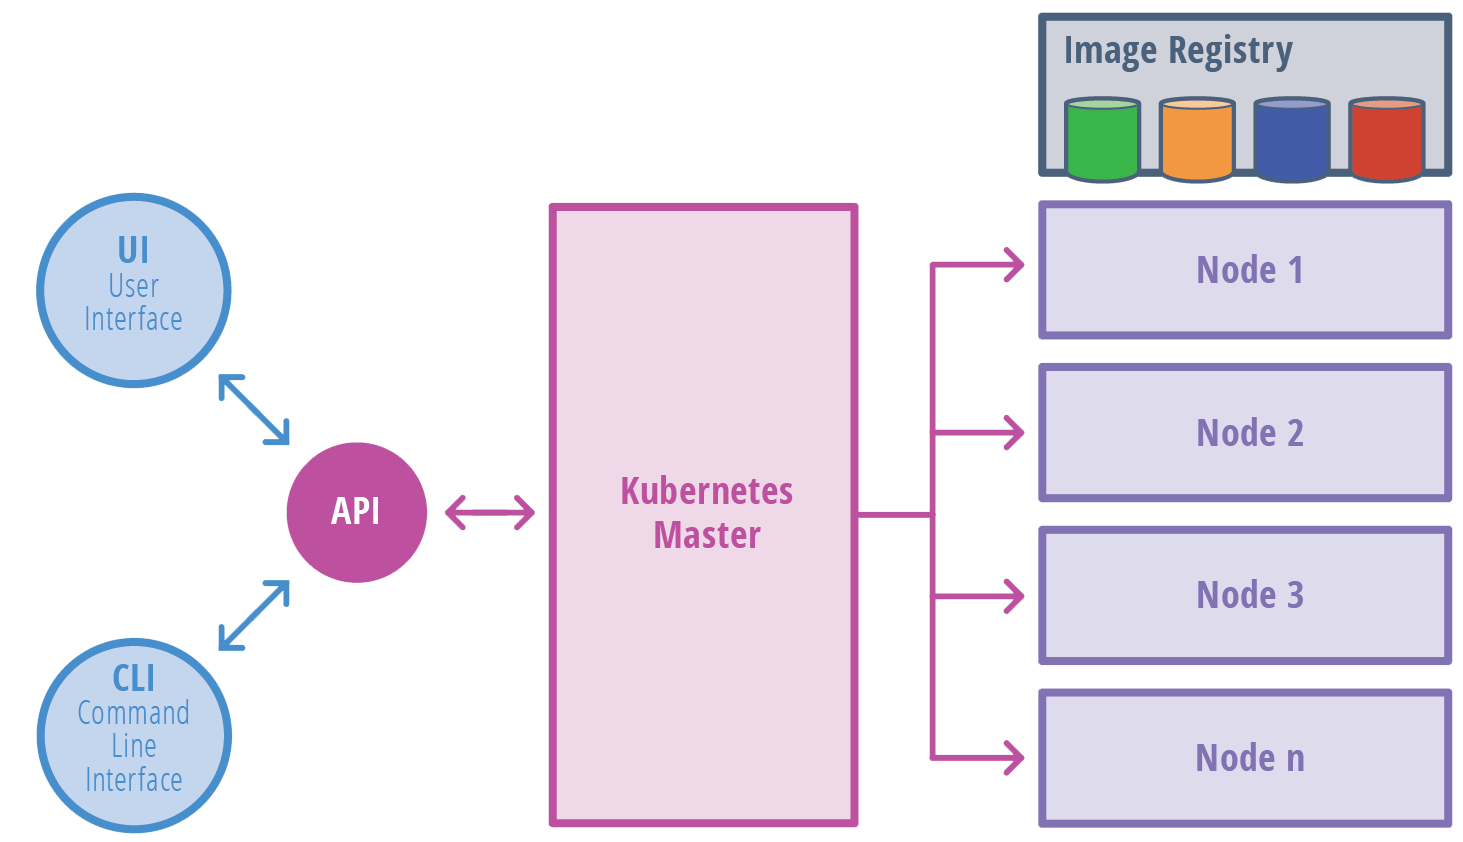 Image Registry
UI
User
Interface
Node 1
Node 2
API
Kubernetes
Master
Node 3
CLI
Command
Line
Interface
Node n